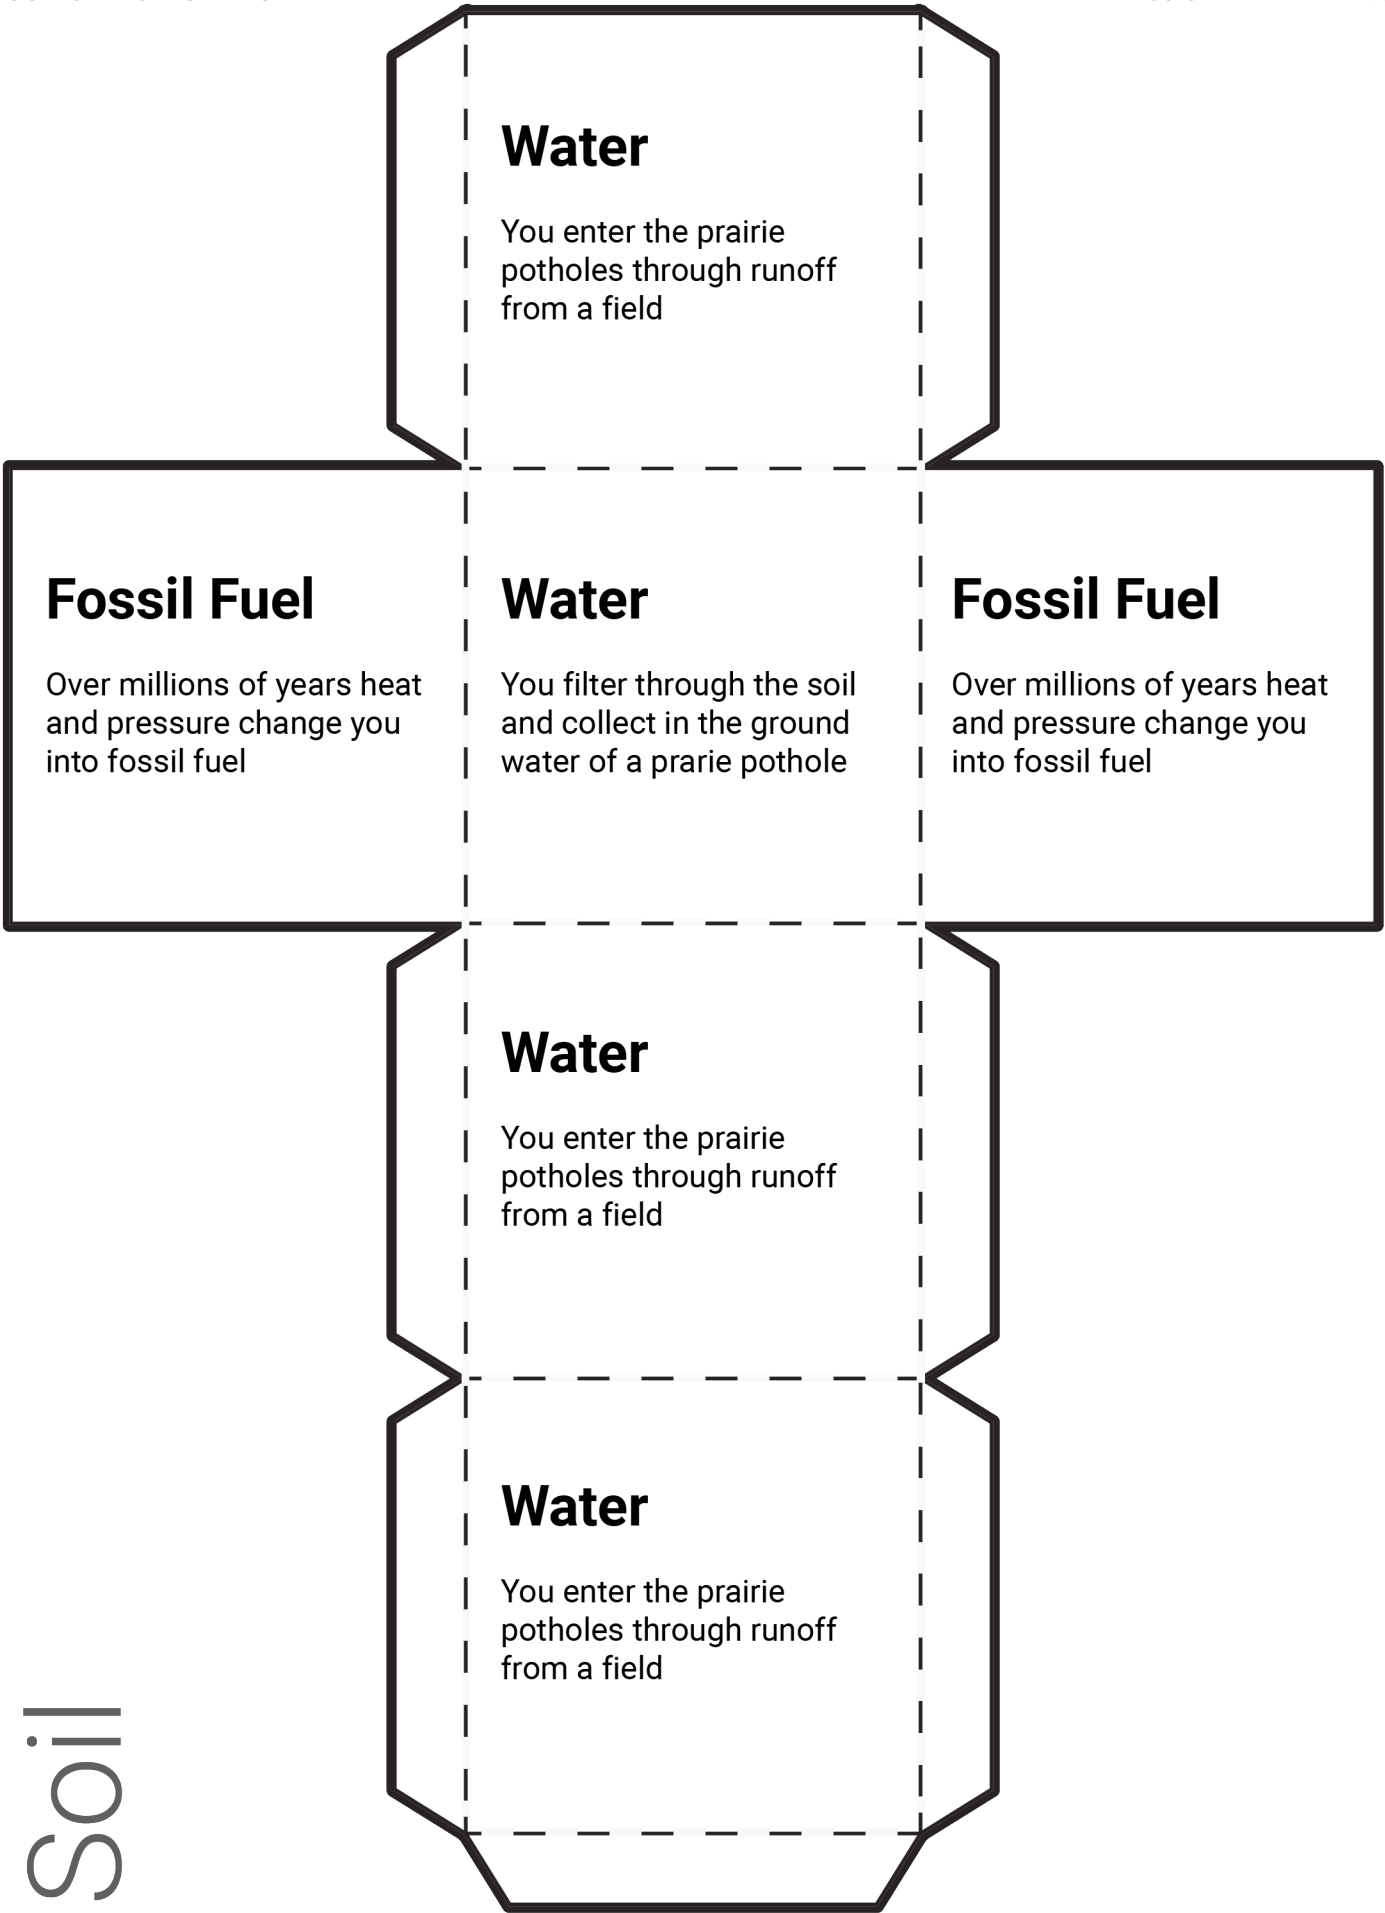 Water
You enter the prairie
potholes through runoff
from a field
Fossil Fuel
Over millions of years heat
and pressure change you
into fossil fuel
Water
You filter through the soil
and collect in the ground
water of a prarie pothole
Fossil Fuel
Over millions of years heat
and pressure change you
into fossil fuel
Water
You enter the prairie
potholes through runoff
from a field
Water
You enter the prairie
potholes through runoff
from a field
Soil